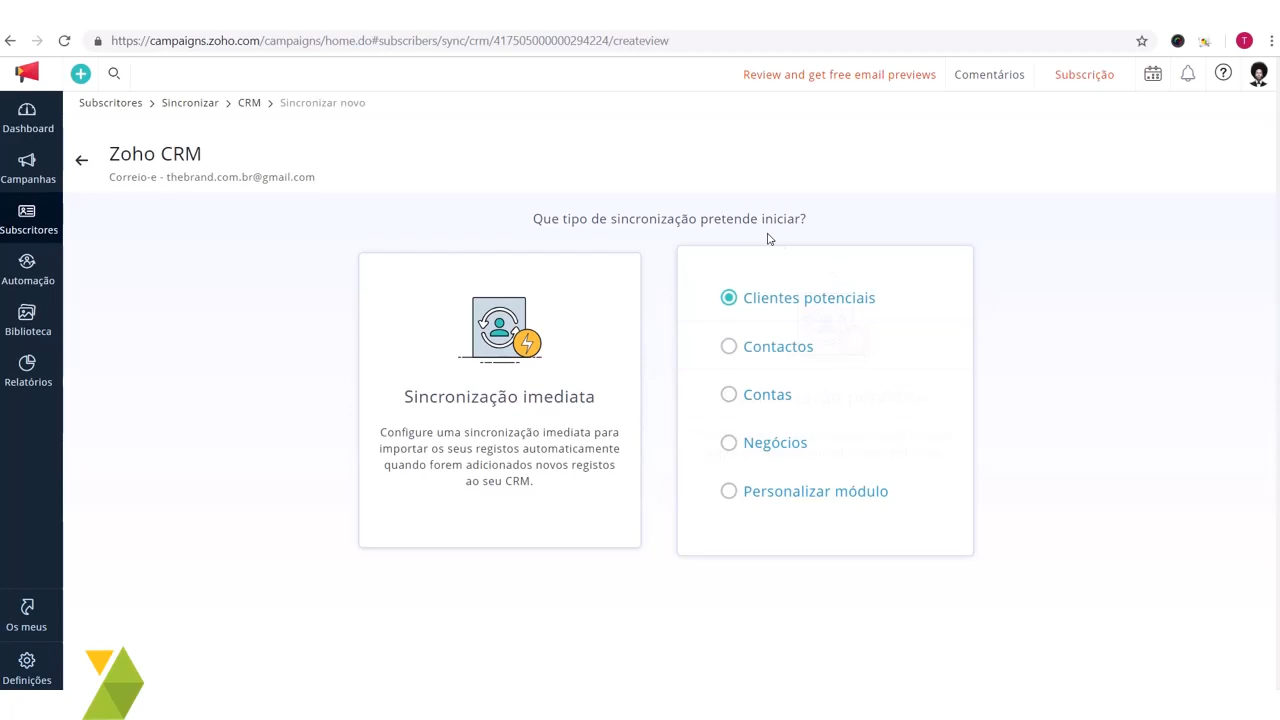 https://campaigns.zoho.com/campaigns/home.do#subscribers/sync/crm/417505000000294224/createview
T
Review and get free email previews
Comentários
Subscrição
Subscritores > Sincronizar > CRM > Sincronizar novo
Dashboard
Campanhas
Subscritores
Automação
Biblioteca
Relatórios
Os meus
Definições
Zoho CRM
Correio-e - thebrand.com.br@gmail.com
Que tipo de sincronização pretende iniciar?
Sincronização imediata
Configure uma sincronização imediata para
importar os seus registos automaticamente
quando forem adicionados novos registos
ao seu CRM.
Clientes potenciais
Contactos
Contas
Negócios
Personalizar módulo